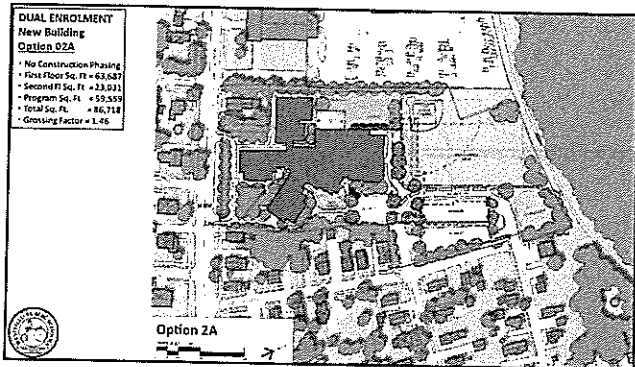 DUAL ENROLMENT
New Building
Option 02A
• No Construction Phasing
• First Floor Sq. Ft = 63,687
• Second Fl Sq. Ft = 23,031
• Program Sq. Ft = 59,559
• Total Sq. Ft. = 86,718
• Grossing Factor = 1.46
Option 2A